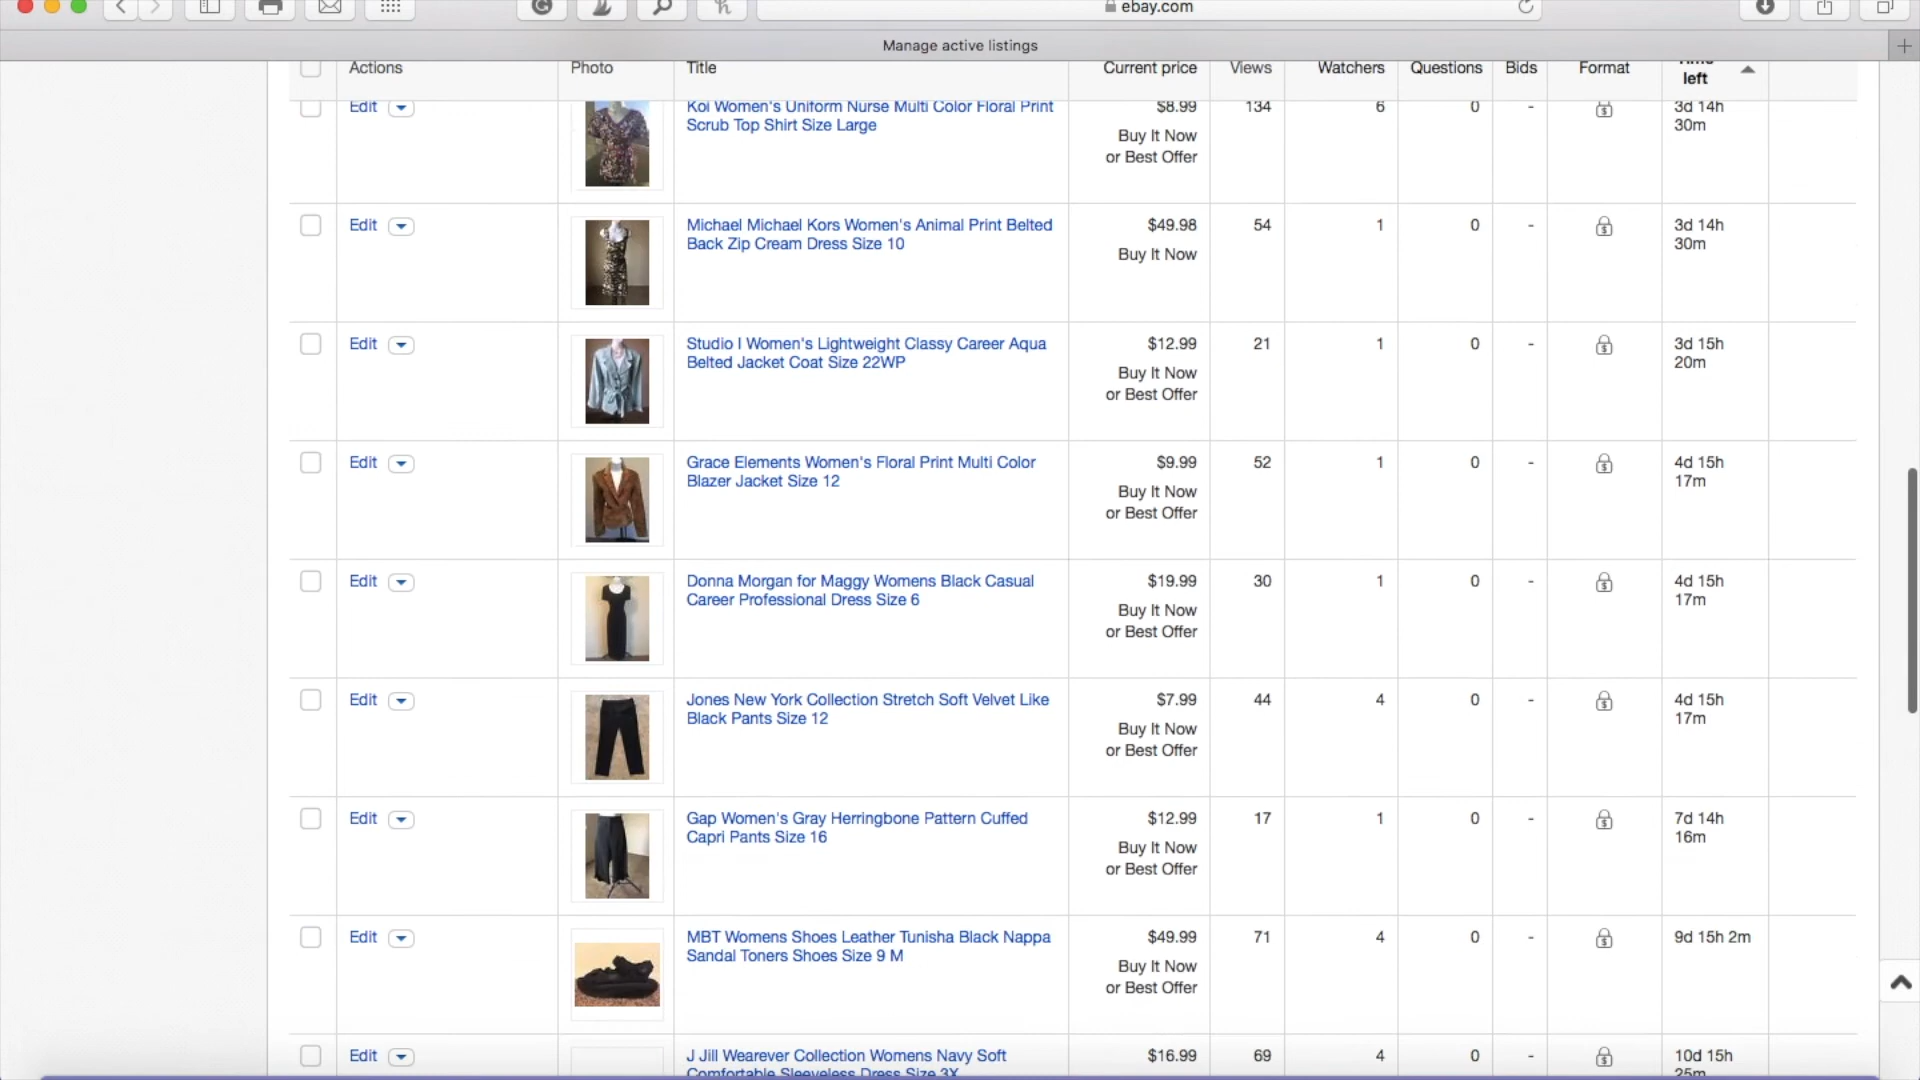 ebay.com
Manage active listings
Actions Photo Title Current price Views Watchers Questions Bids Format Time left
Edit Koi Women's Uniform Nurse Multi Color Floral Print $8.99 134 6 0 - 3d 14h
Scrub Top Shirt Size Large 30m
Buy It Now
or Best Offer
Edit Michael Michael Kors Women's Animal Print Belted $49.98 54 1 0 - 3d 14h
Back Zip Cream Dress Size 10 30m
Buy It Now
Edit Studio I Women's Lightweight Classy Career Aqua $12.99 21 1 0 - 3d 15h
Belted Jacket Coat Size 22WP 20m
Buy It Now
or Best Offer
Edit Grace Elements Women's Floral Print Multi Color $9.99 52 1 0 - 4d 15h
Blazer Jacket Size 12 17m
Buy It Now
or Best Offer
Edit Donna Morgan for Maggy Womens Black Casual $19.99 30 1 0 - 4d 15h
Career Professional Dress Size 6 17m
Buy It Now
or Best Offer
Edit Jones New York Collection Stretch Soft Velvet Like $7.99 44 4 0 - 4d 15h
Black Pants Size 12 17m
Buy It Now
or Best Offer
Edit Gap Women's Gray Herringbone Pattern Cuffed $12.99 17 1 0 - 7d 14h
Capri Pants Size 16 16m
Buy It Now
or Best Offer
Edit MBT Womens Shoes Leather Tunisha Black Nappa $49.99 71 4 0 - 9d 15h 2m
Sandal Toners Shoes Size 9 M
Buy It Now
or Best Offer
Edit J Jill Wearever Collection Womens Navy Soft $16.99 69 4 0 - 10d 15h
Comfortable Sleeveless Dress Size 3X 25m